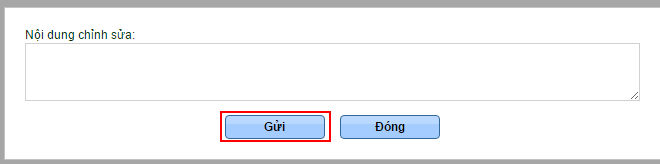 Nội dung chỉnh sửa:
Gửi Đóng